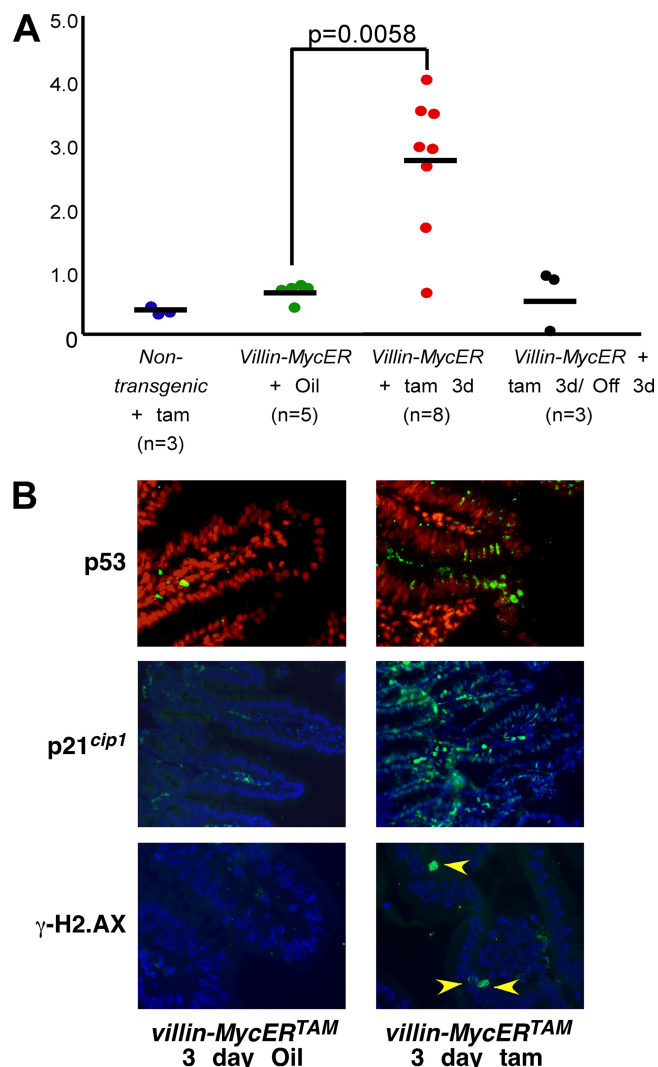 A
5.0
p=0.0058
4.0
3.0
2.0
1.0
0
Non-
transgenic
+ tam
(n=3)
Villin-MycER
+ Oil
(n=5)
Villin-MycER
+ tam 3d
(n=8)
Villin-MycER +
tam 3d/ Off 3d
(n=3)
B
p53
p21cip1
γ-H2.AX
villin-MycERTAM
3 day Oil
villin-MycERTAM
3 day tam